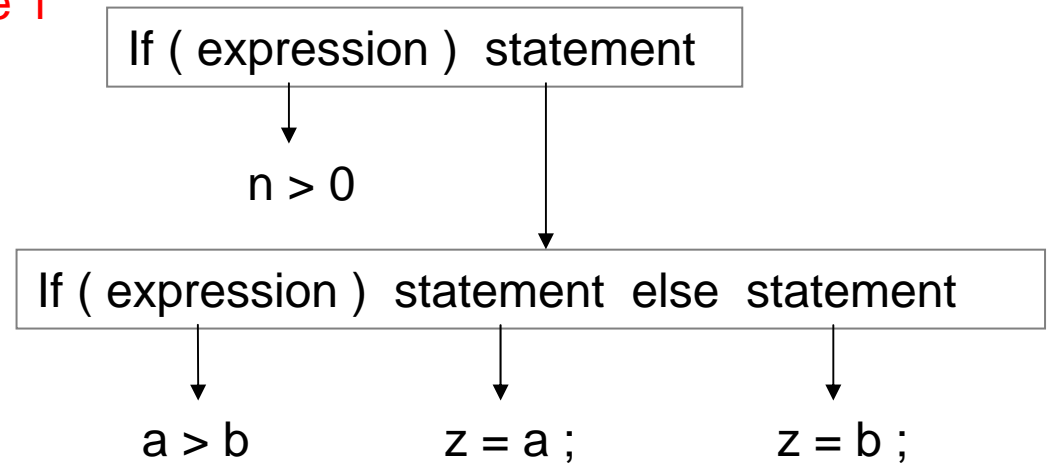 If ( expression ) statement
n > 0
If ( expression ) statement else statement
a > b z = a ; z = b ;